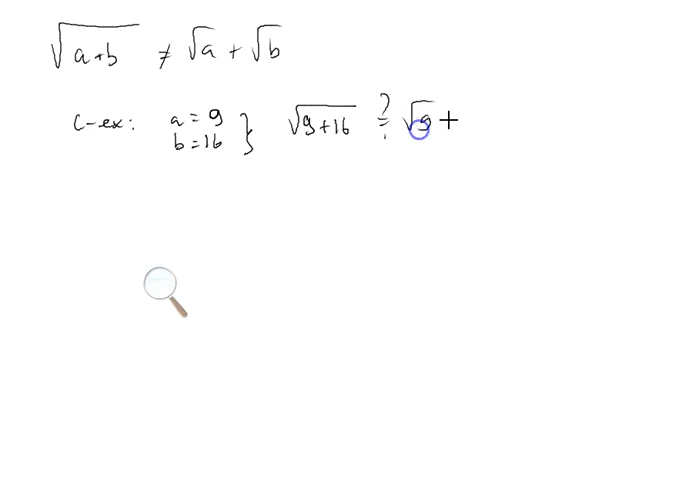 √(a+b) ≠ √a + √b
c-ex: a = 9 } √(9+16) ≟ √9 +
b = 16